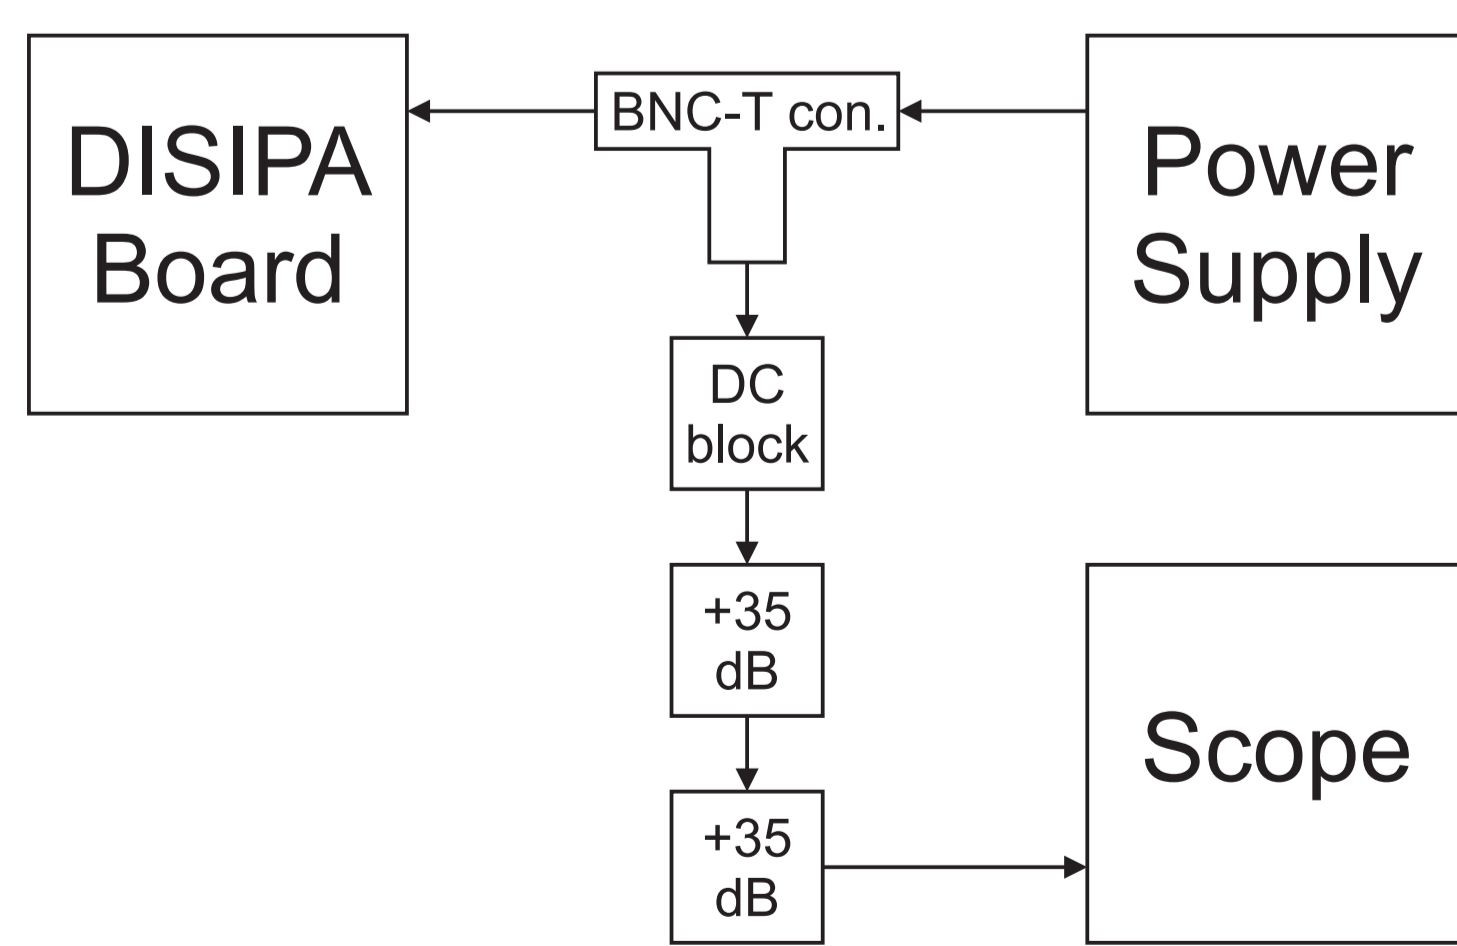 DISIPA
Board
BNC-T con.
Power
Supply
DC
block
+35
dB
+35
dB
Scope